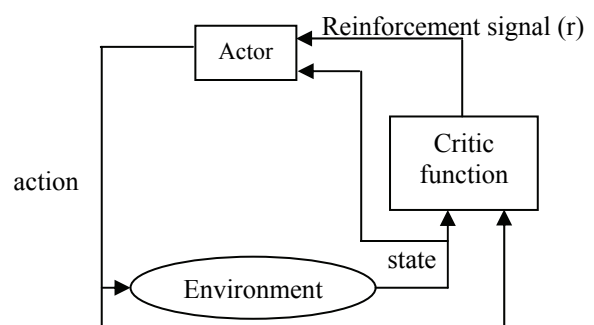 Reinforcement signal (r)
Actor
Critic
function
action
state
Environment